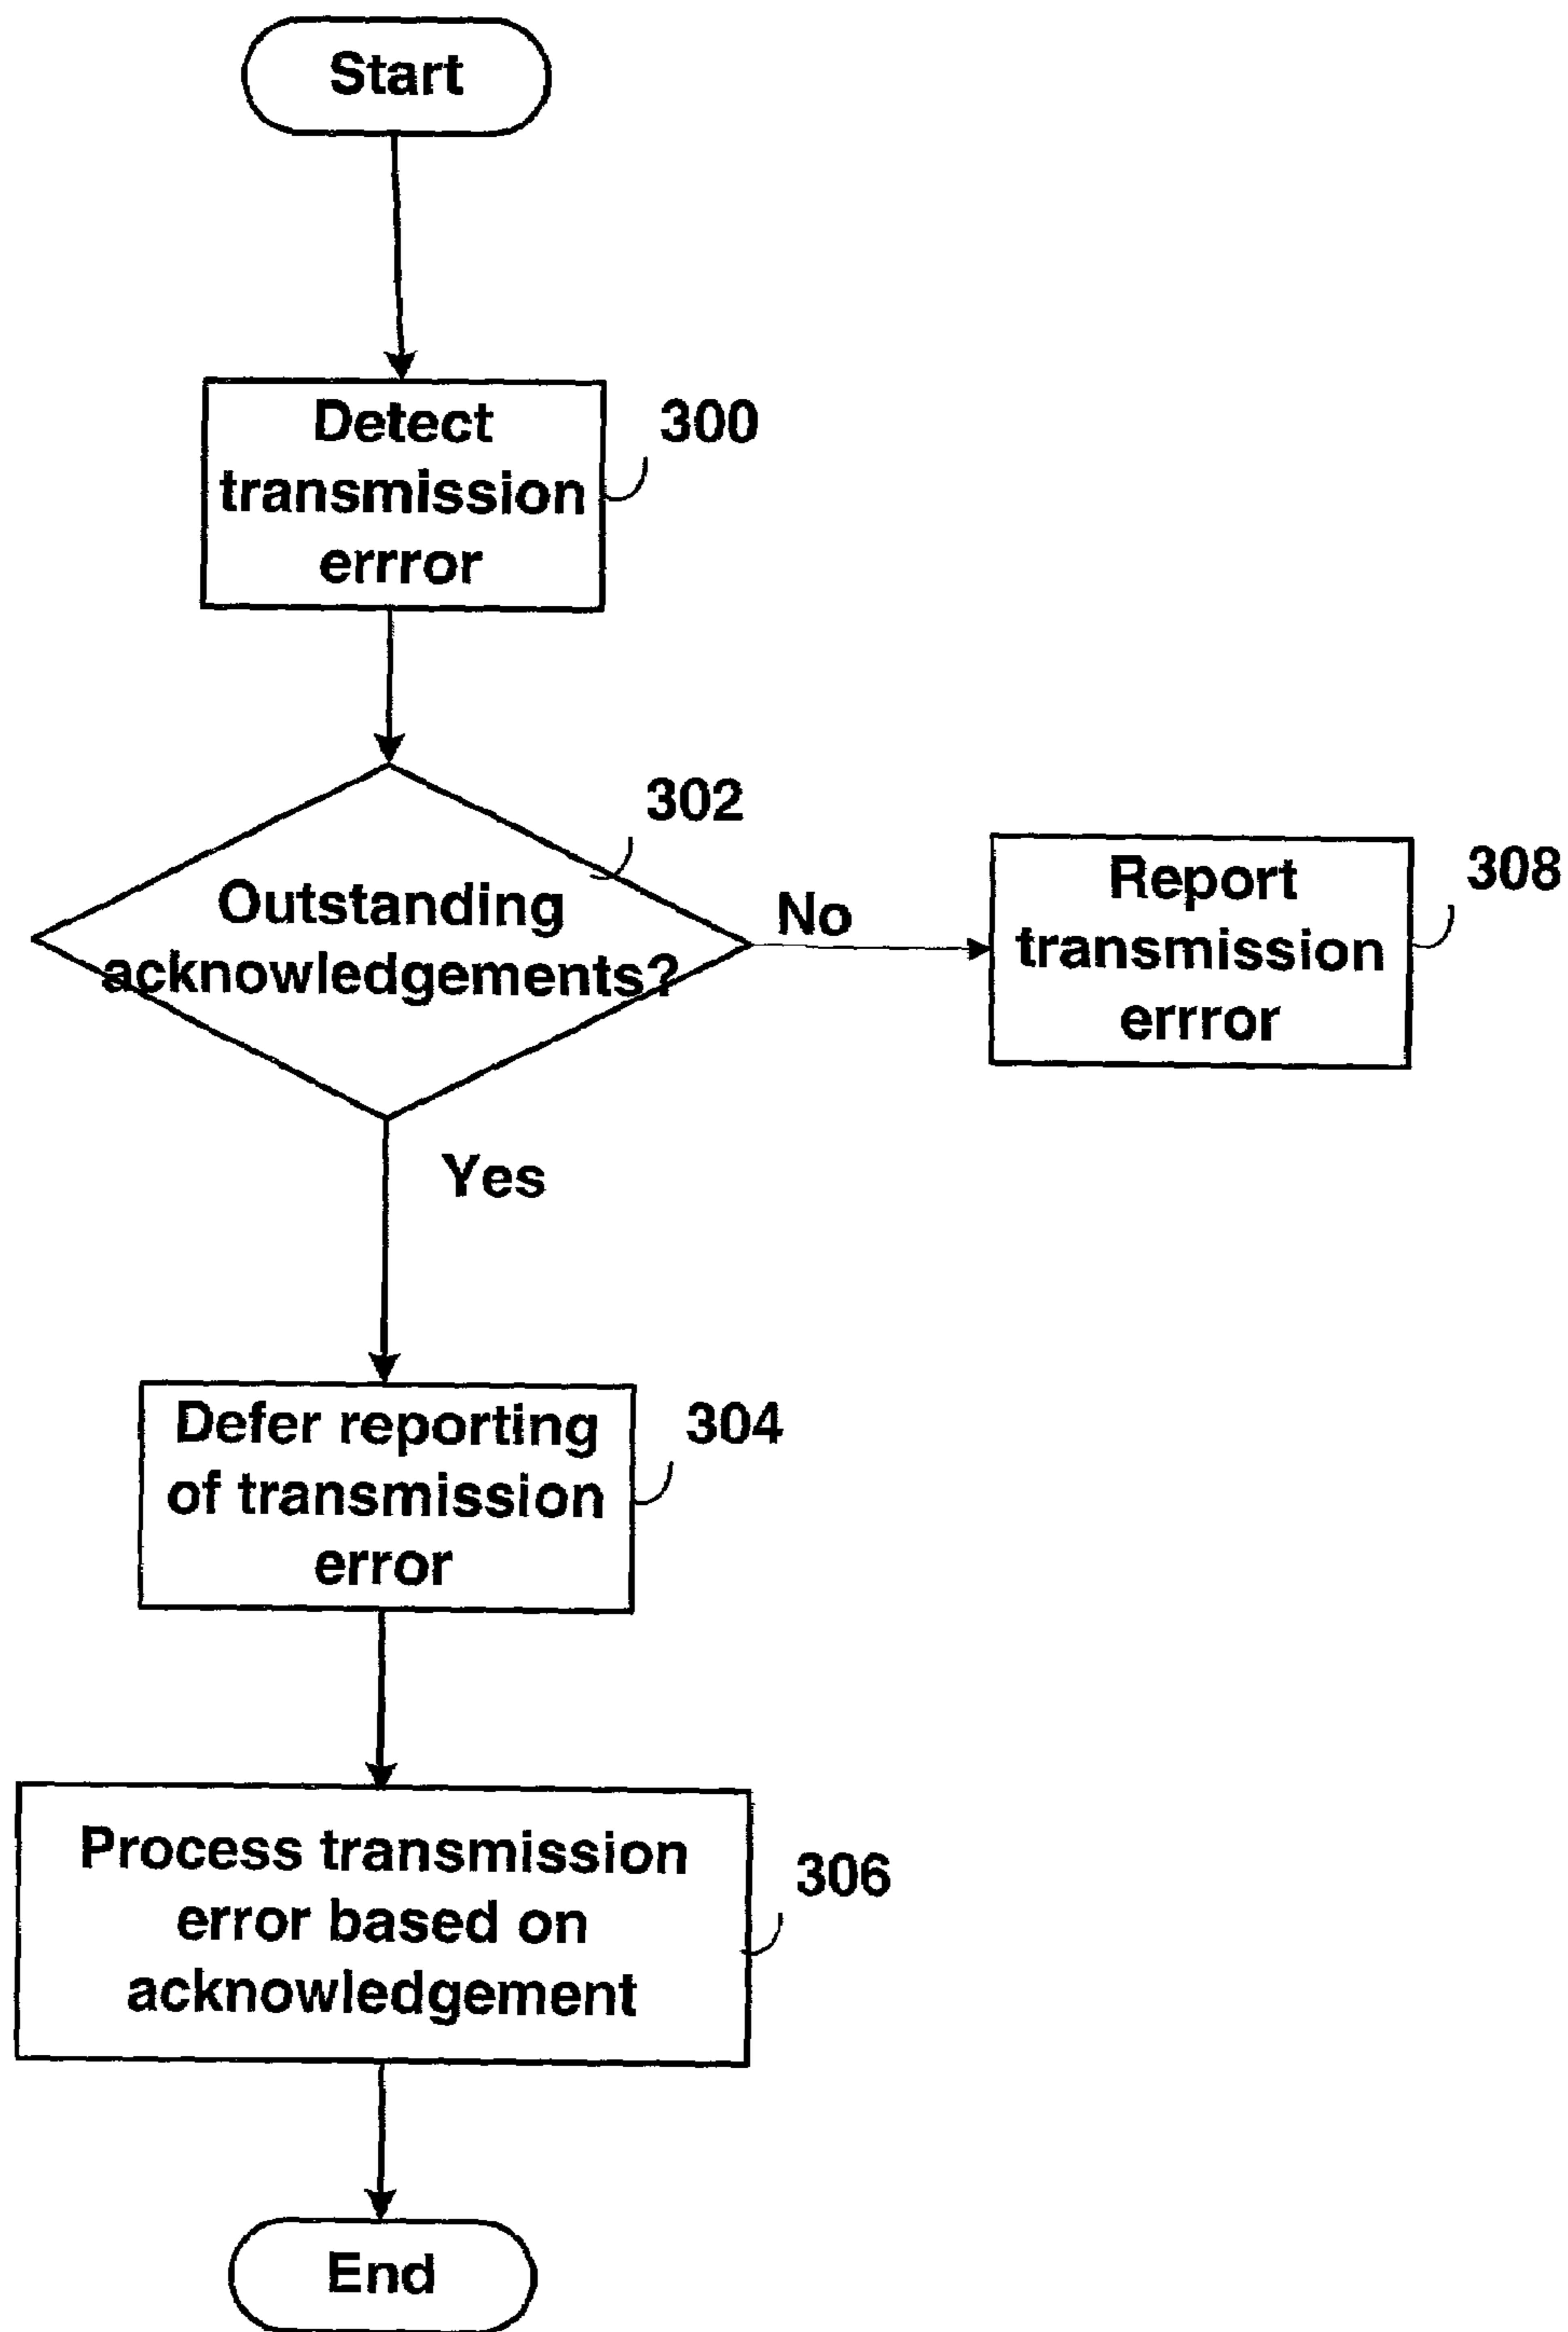 Start
Detect
transmission
errror
300
302
Outstanding
acknowledgements?
No
Report
transmission
errror
308
Yes
Defer reporting
of transmission
error
304
Process transmission
error based on
acknowledgement
306
End